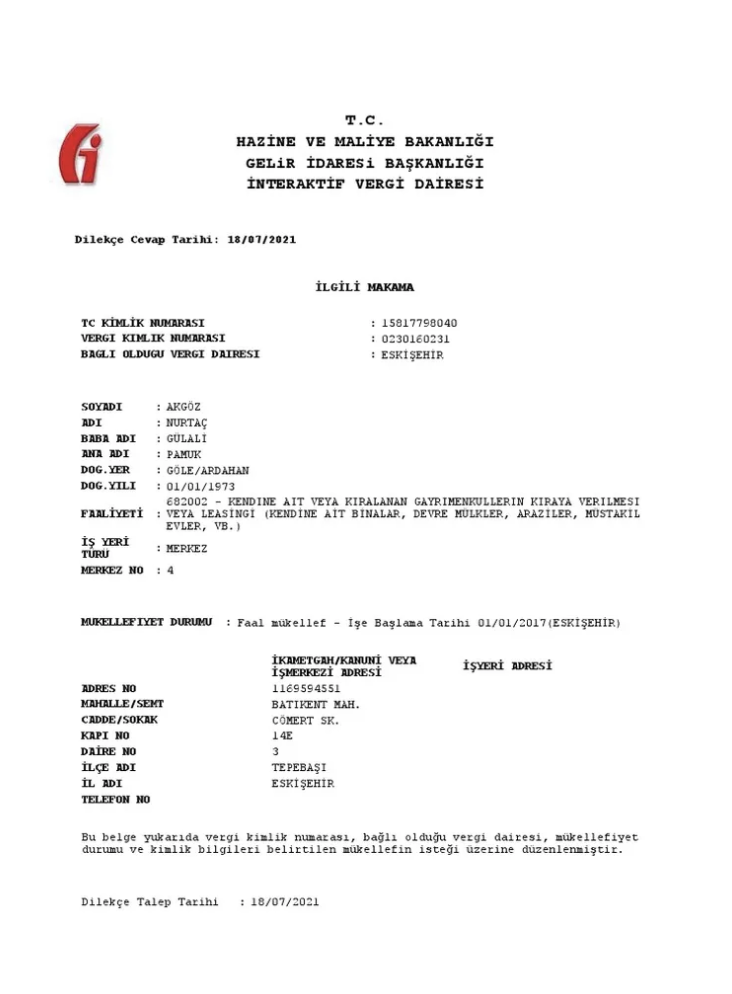 T.C.
HAZİNE VE MALİYE BAKANLIĞI
GELiR İDARESi BAŞKANLIĞI
İNTERAKTİF VERGİ DAİRESİ
Dilekçe Cevap Tarihi: 18/07/2021
İLGİLİ MAKAMA
TC KİMLİK NUMARASI : 15817798040
VERGI KIMLIK NUMARASI : 0230160231
BAGLI OLDUGU VERGI DAIRESI : ESKİŞEHİR
SOYADI : AKGÖZ
ADI : NURTAÇ
BABA ADI : GÜLALİ
ANA ADI : PAMUK
DOG.YER : GÖLE/ARDAHAN
DOG.YILI : 01/01/1973
682002 - KENDINE AIT VEYA KIRALANAN GAYRIMENKULLERIN KIRAYA VERILMESI
FAALİYETİ : VEYA LEASINGI (KENDINE AİT BINALAR, DEVRE MÜLKLER, ARAZILER, MÜSTAKIL
EVLER, VB.)
İŞ YERİ
TÜRÜ : MERKEZ
MERKEZ NO : 4
MUKELLEFIYET DURUMU : Faal mükellef - İşe Başlama Tarihi 01/01/2017(ESKİŞEHİR)
İKAMETGAH/KANUNİ VEYA
İŞMERKEZİ ADRESİ İŞYERİ ADRESİ
ADRES NO 1169594551
MAHALLE/SEMT BATIKENT MAH.
CADDE/SOKAK CÖMERT SK.
KAPI NO 14E
DAİRE NO 3
İLÇE ADI TEPEBAŞI
İL ADI ESKİŞEHİR
TELEFON NO
Bu belge yukarıda vergi kimlik numarası, bağlı olduğu vergi dairesi, mükellefiyet
durumu ve kimlik bilgileri belirtilen mükellefin isteği üzerine düzenlenmiştir.
Dilekçe Talep Tarihi : 18/07/2021